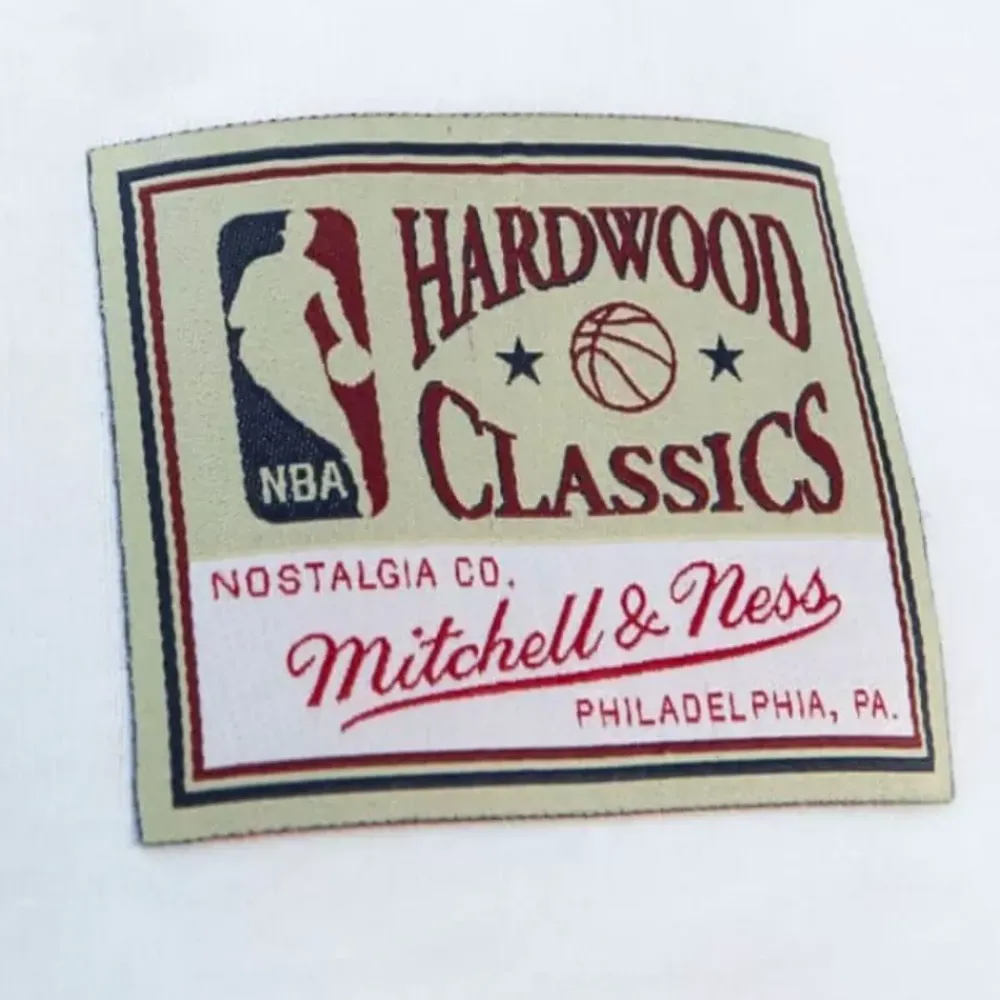 NBA
HARDWOOD
CLASSICS
NOSTALGIA CO.
Mitchell & Ness
PHILADELPHIA, PA.